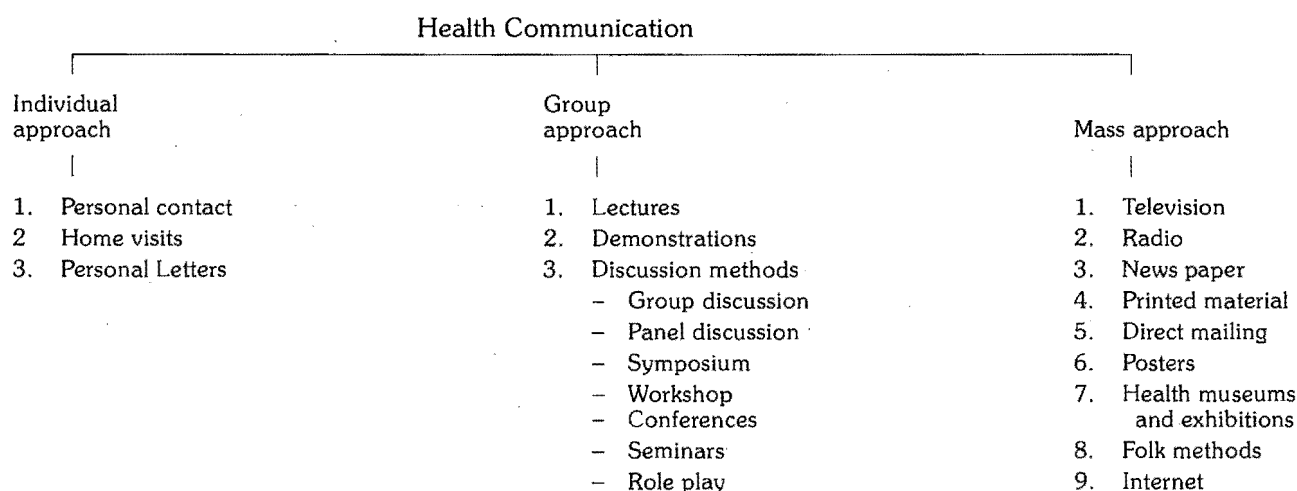 Health Communication
Individual
approach
1. Personal contact
2 Home visits
3. Personal Letters
Group
approach
1. Lectures
2. Demonstrations
3. Discussion methods
– Group discussion
– Panel discussion
– Symposium
– Workshop
– Conferences
– Seminars
– Role play
Mass approach
1. Television
2. Radio
3. News paper
4. Printed material
5. Direct mailing
6. Posters
7. Health museums
and exhibitions
8. Folk methods
9. Internet